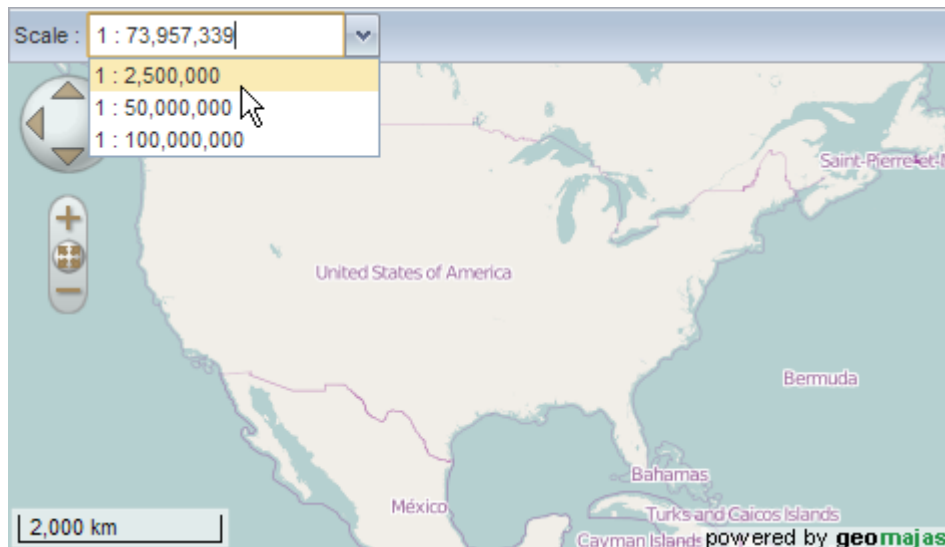 Scale : 1 : 73,957,339
1 : 2,500,000
1 : 50,000,000
1 : 100,000,000
Saint-Pierre-et-M
United States of America
Bermuda
Bahamas
México
Turks and Caicos Islands
2,000 km
Cayman Islands
powered by geomajas